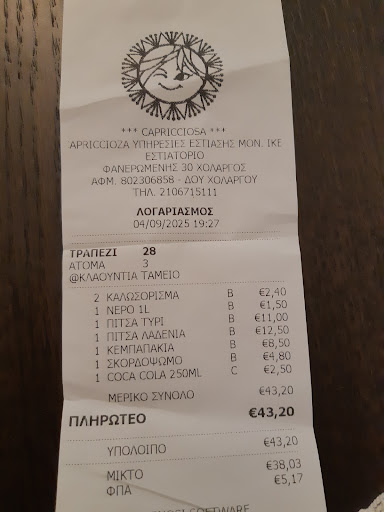 *** CAPRICCIOSA ***
ΑPRICCIOZA ΥΠΗΡΕΣΙΕΣ ΕΣΤΙΑΣΗΣ ΜΟΝ. ΙΚΕ
ΕΣΤΙΑΤΟΡΙΟ
ΦΑΝΕΡΩΜΕΝΗΣ 30 ΧΟΛΑΡΓΟΣ
ΑΦΜ. 802306858 - ΔΟΥ ΧΟΛΑΡΓΟΥ
ΤΗΛ. 2106715111
ΛΟΓΑΡΙΑΣΜΟΣ
04/09/2025 19:27
ΤΡΑΠΕΖΙ 28
ΑΤΟΜΑ 3
@ΚΛΑΟΥΝΤΙΑ ΤΑΜΕΙΟ
2 ΚΑΛΩΣΟΡΙΣΜΑ B €2,40
1 ΝΕΡΟ 1L B €1,50
1 ΠΙΤΣΑ ΤΥΡΙ B €11,00
1 ΠΙΤΣΑ ΛΑΔΕΝΙΑ B €12,50
1 ΚΕΜΠΑΠΑΚΙΑ B €8,50
1 ΣΚΟΡΔΟΨΩΜΟ B €4,80
1 COCA COLA 250ML C €2,50
ΜΕΡΙΚΟ ΣΥΝΟΛΟ €43,20
ΠΛΗΡΩΤΕΟ €43,20
ΥΠΟΛΟΙΠΟ €43,20
ΜΙΚΤΟ €38,03
ΦΠΑ €5,17
SOFTWARE